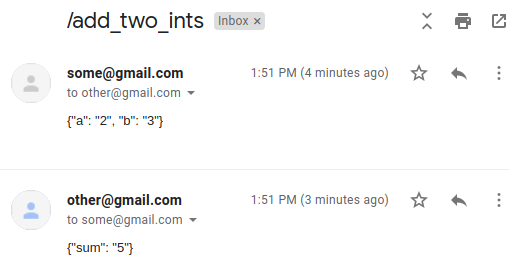 /add_two_ints Inbox ×
some@gmail.com 1:51 PM (4 minutes ago)
to other@gmail.com
{"a": "2", "b": "3"}
other@gmail.com 1:51 PM (3 minutes ago)
to some@gmail.com
{"sum": "5"}